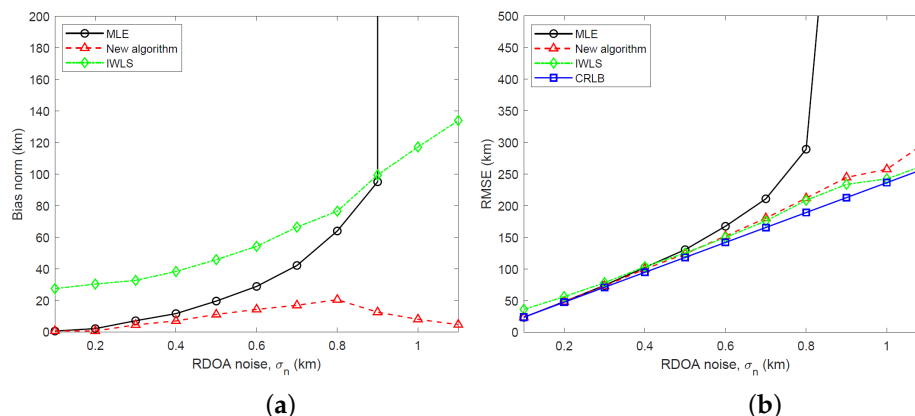 200
180
160
140
120
100
80
60
40
20
0
Bias norm (km)
MLE
New algorithm
IWLS
0.2 0.4 0.6 0.8 1
RDOA noise, σn (km)
(a)
500
450
400
350
300
250
200
150
100
50
0
RMSE (km)
MLE
New algorithm
IWLS
CRLB
0.2 0.4 0.6 0.8 1
RDOA noise, σn (km)
(b)